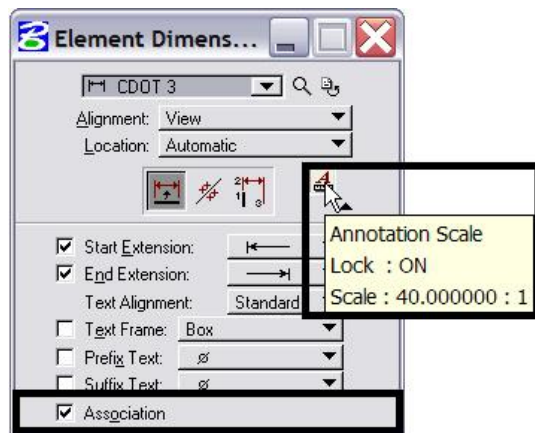 Element Dimens...
CDOT 3
Alignment: View
Location: Automatic
Annotation Scale
Lock : ON
Scale : 40.000000 : 1
Start Extension:
End Extension:
Text Alignment: Standard
Text Frame: Box
Prefix Text: ø
Suffix Text: ø
Association